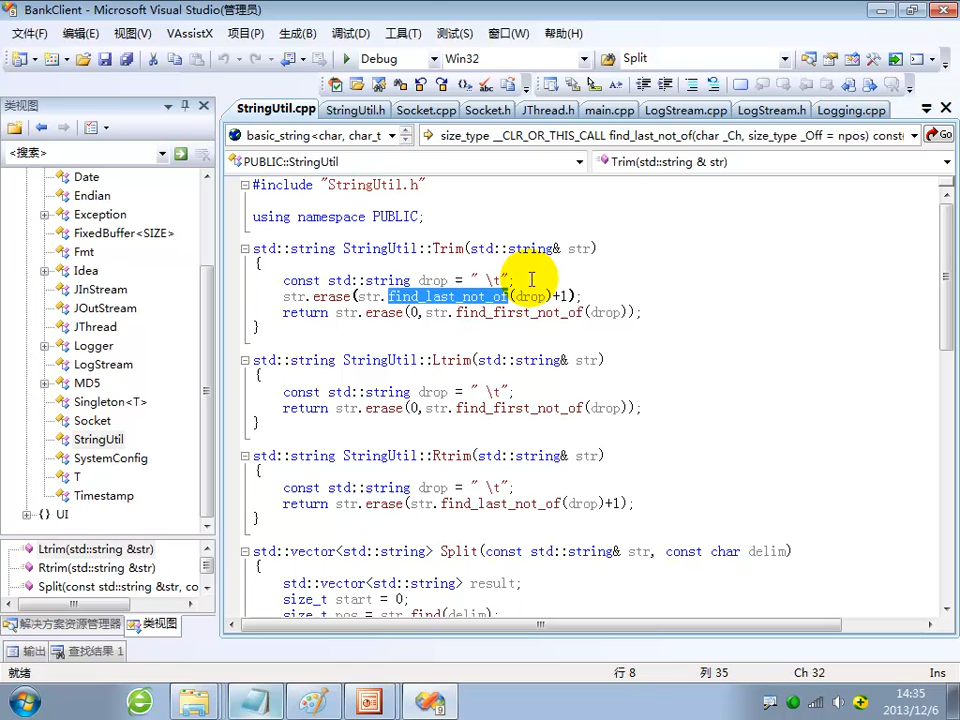 BankClient - Microsoft Visual Studio(管理员)
文件(F) 编辑(E) 视图(V) VAssistX 项目(P) 生成(B) 调试(D) 工具(T) 测试(S) 窗口(W) 帮助(H)
Debug Win32 Split
类视图
StringUtil.cpp StringUtil.h Socket.cpp Socket.h JThread.h main.cpp LogStream.cpp LogStream.h Logging.cpp
basic_string<char, char_t size_type __CLR_OR_THIS_CALL find_last_not_of(char _Ch, size_type _Off = npos) const Go
<搜索>
PUBLIC::StringUtil Trim(std::string & str)
Date
Endian
Exception
FixedBuffer<SIZE>
Fmt
Idea
JInStream
JOutStream
JThread
Logger
LogStream
MD5
Singleton<T>
Socket
StringUtil
SystemConfig
T
Timestamp
{} UI
Ltrim(std::string &str)
Rtrim(std::string &str)
Split(const std::string &str, co
解决方案资源管理器 类视图
#include "StringUtil.h"
using namespace PUBLIC;
std::string StringUtil::Trim(std::string& str)
{
const std::string drop = " \t";
str.erase(str.find_last_not_of(drop)+1);
return str.erase(0,str.find_first_not_of(drop));
}
std::string StringUtil::Ltrim(std::string& str)
{
const std::string drop = " \t";
return str.erase(0,str.find_first_not_of(drop));
}
std::string StringUtil::Rtrim(std::string& str)
{
const std::string drop = " \t";
return str.erase(str.find_last_not_of(drop)+1);
}
std::vector<std::string> Split(const std::string& str, const char delim)
{
std::vector<std::string> result;
size_t start = 0;
size_t pos = str.find(delim);
输出 查找结果 1
就绪 行 8 列 35 Ch 32 Ins
14:35
2013/12/6